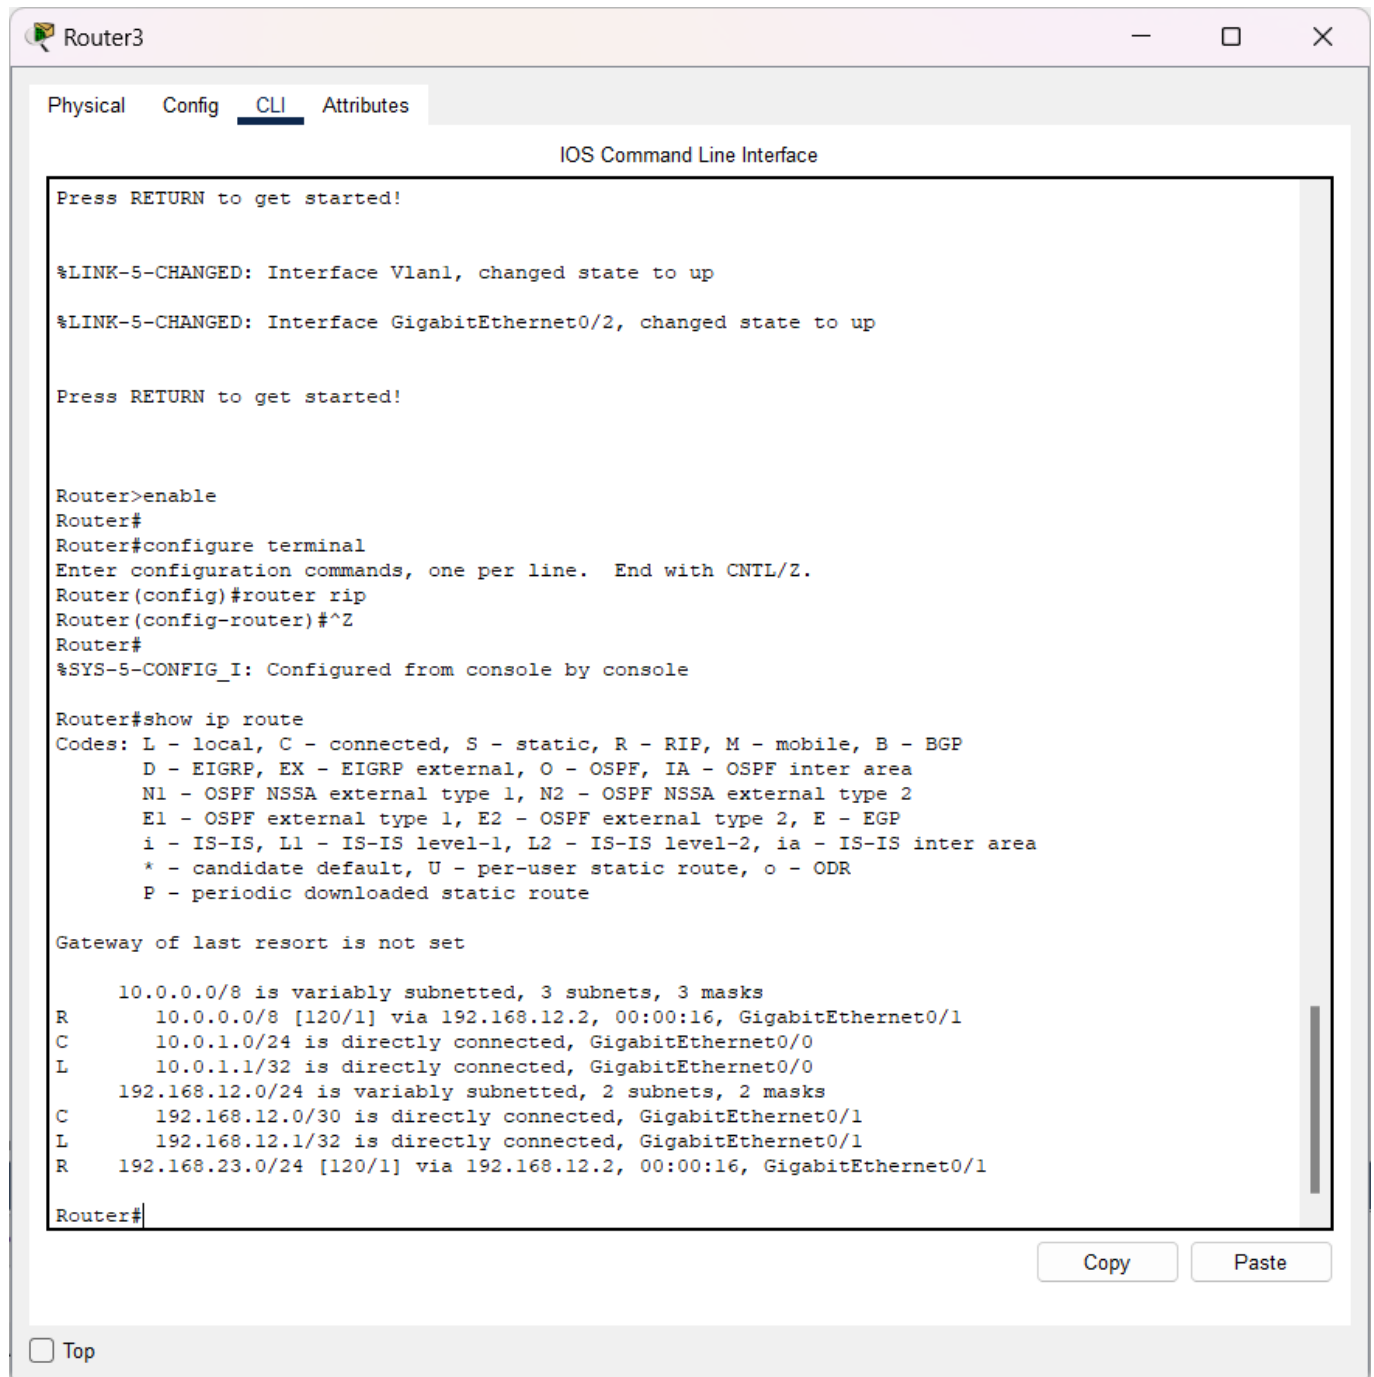 Router3
Physical Config CLI Attributes
IOS Command Line Interface
Press RETURN to get started!
%LINK-5-CHANGED: Interface Vlan1, changed state to up
%LINK-5-CHANGED: Interface GigabitEthernet0/2, changed state to up
Press RETURN to get started!
Router>enable
Router#
Router#configure terminal
Enter configuration commands, one per line.  End with CNTL/Z.
Router(config)#router rip
Router(config-router)#^Z
Router#
%SYS-5-CONFIG_I: Configured from console by console
Router#show ip route
Codes: L - local, C - connected, S - static, R - RIP, M - mobile, B - BGP
       D - EIGRP, EX - EIGRP external, O - OSPF, IA - OSPF inter area
       N1 - OSPF NSSA external type 1, N2 - OSPF NSSA external type 2
       E1 - OSPF external type 1, E2 - OSPF external type 2, E - EGP
       i - IS-IS, L1 - IS-IS level-1, L2 - IS-IS level-2, ia - IS-IS inter area
       * - candidate default, U - per-user static route, o - ODR
       P - periodic downloaded static route
Gateway of last resort is not set
     10.0.0.0/8 is variably subnetted, 3 subnets, 3 masks
R       10.0.0.0/8 [120/1] via 192.168.12.2, 00:00:16, GigabitEthernet0/1
C       10.0.1.0/24 is directly connected, GigabitEthernet0/0
L       10.0.1.1/32 is directly connected, GigabitEthernet0/0
     192.168.12.0/24 is variably subnetted, 2 subnets, 2 masks
C       192.168.12.0/30 is directly connected, GigabitEthernet0/1
L       192.168.12.1/32 is directly connected, GigabitEthernet0/1
R    192.168.23.0/24 [120/1] via 192.168.12.2, 00:00:16, GigabitEthernet0/1
Router#
Copy Paste
Top